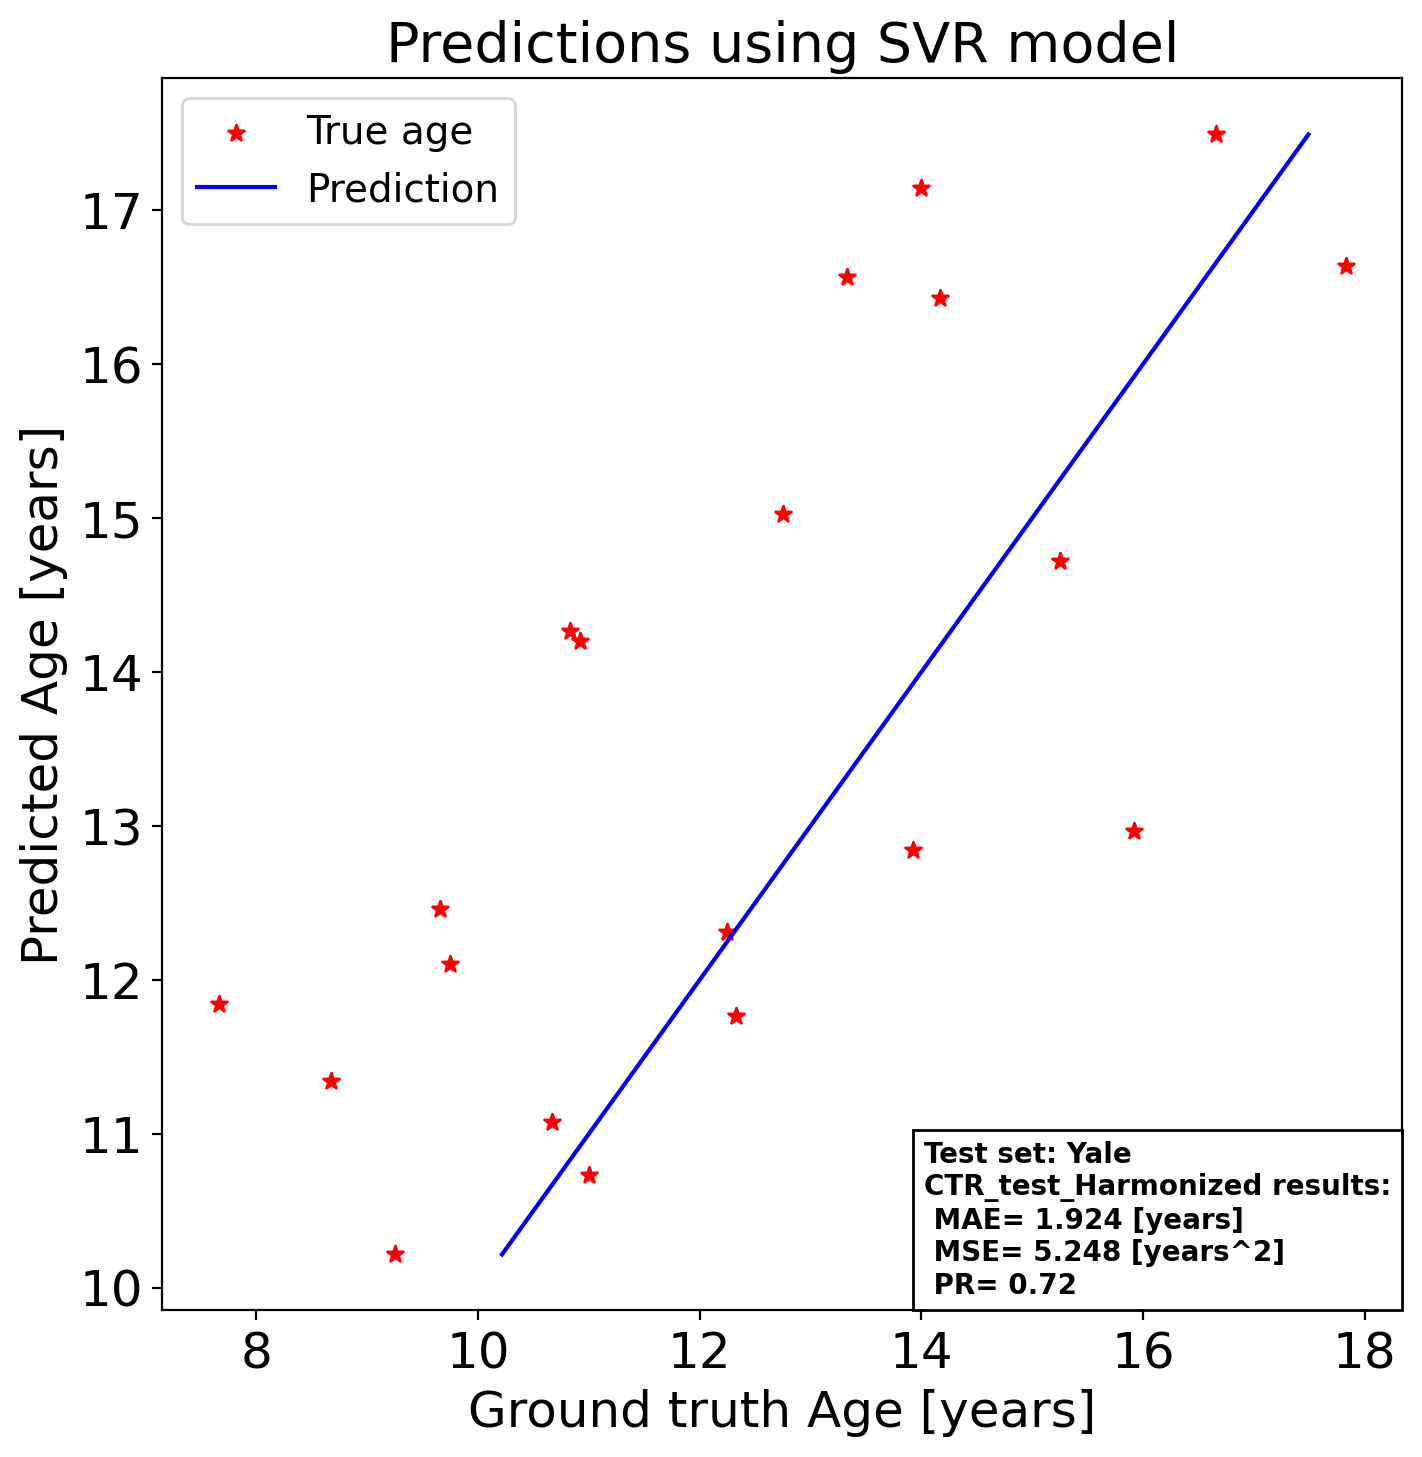 Predictions using SVR model
True age
Prediction
17
16
15
14
13
12
11
10
Predicted Age [years]
Test set: Yale
CTR_test_Harmonized results:
MAE= 1.924 [years]
MSE= 5.248 [years^2]
PR= 0.72
8 10 12 14 16 18
Ground truth Age [years]